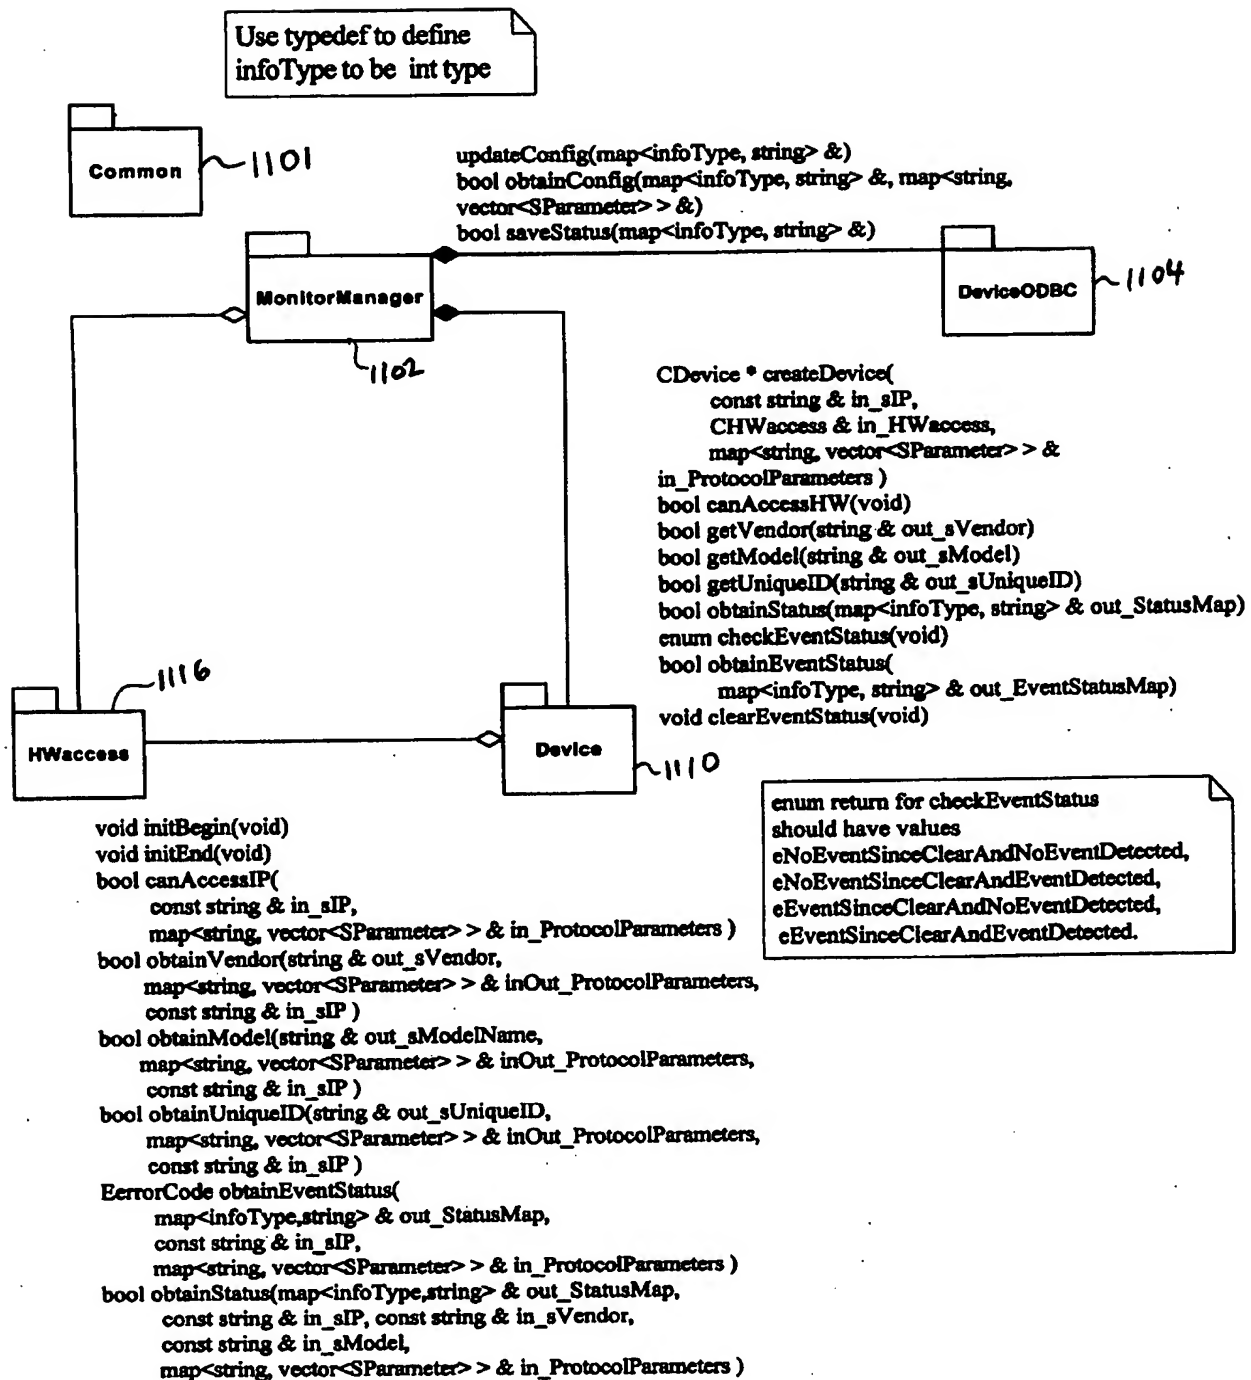 Use typedef to define
infoType to be int type
Common
1101
updateConfig(map<infoType, string> &)
bool obtainConfig(map<infoType, string> &, map<string,
vector<SParameter> > &)
bool saveStatus(map<infoType, string> &)
MonitorManager
1102
DeviceODBC
1104
CDevice * createDevice(
const string & in_sIP,
CHWaccess & in_HWaccess,
map<string, vector<SParameter> > &
in_ProtocolParameters )
bool canAccessHW(void)
bool getVendor(string & out_sVendor)
bool getModel(string & out_sModel)
bool getUniqueID(string & out_sUniqueID)
bool obtainStatus(map<infoType, string> & out_StatusMap)
enum checkEventStatus(void)
bool obtainEventStatus(
map<infoType, string> & out_EventStatusMap)
void clearEventStatus(void)
1116
HWaccess
Device
1110
enum return for checkEventStatus
should have values
eNoEventSinceClearAndNoEventDetected,
eNoEventSinceClearAndEventDetected,
eEventSinceClearAndNoEventDetected,
eEventSinceClearAndEventDetected.
void initBegin(void)
void initEnd(void)
bool canAccessIP(
const string & in_sIP,
map<string, vector<SParameter> > & in_ProtocolParameters )
bool obtainVendor(string & out_sVendor,
map<string, vector<SParameter> > & inOut_ProtocolParameters,
const string & in_sIP )
bool obtainModel(string & out_sModelName,
map<string, vector<SParameter> > & inOut_ProtocolParameters,
const string & in_sIP )
bool obtainUniqueID(string & out_sUniqueID,
map<string, vector<SParameter> > & inOut_ProtocolParameters,
const string & in_sIP )
EerrorCode obtainEventStatus(
map<infoType,string> & out_StatusMap,
const string & in_sIP,
map<string, vector<SParameter> > & in_ProtocolParameters )
bool obtainStatus(map<infoType,string> & out_StatusMap,
const string & in_sIP, const string & in_sVendor,
const string & in_sModel,
map<string, vector<SParameter> > & in_ProtocolParameters )